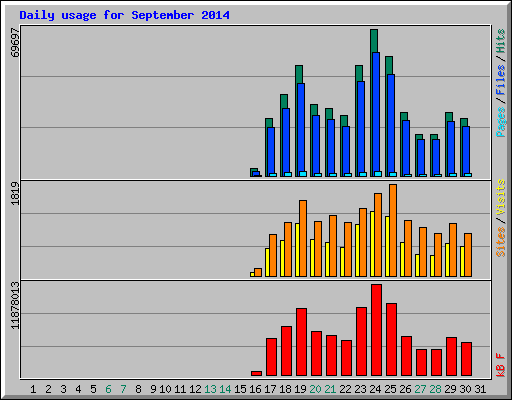 Daily usage for September 2014
69697
Pages / Files / Hits
1819
Sites / Visits
11878013
kB F
1 2 3 4 5 6 7 8 9 10 11 12 13 14 15 16 17 18 19 20 21 22 23 24 25 26 27 28 29 30 31